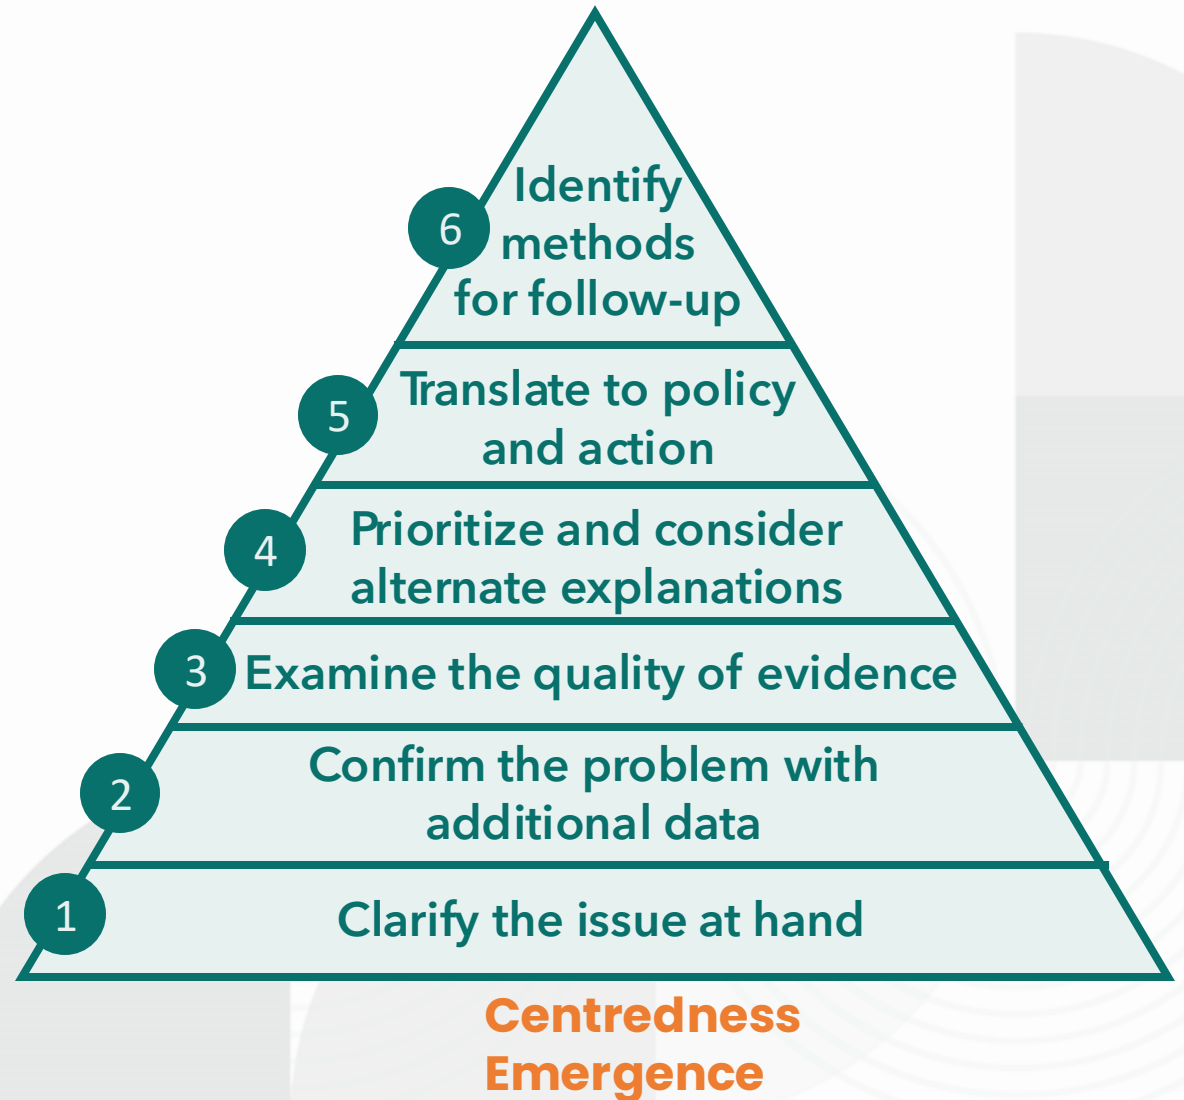 6
Identify
methods
for follow-up
5
Translate to policy
and action
4
Prioritize and consider
alternate explanations
3
Examine the quality of evidence
2
Confirm the problem with
additional data
1
Clarify the issue at hand
Centredness
Emergence